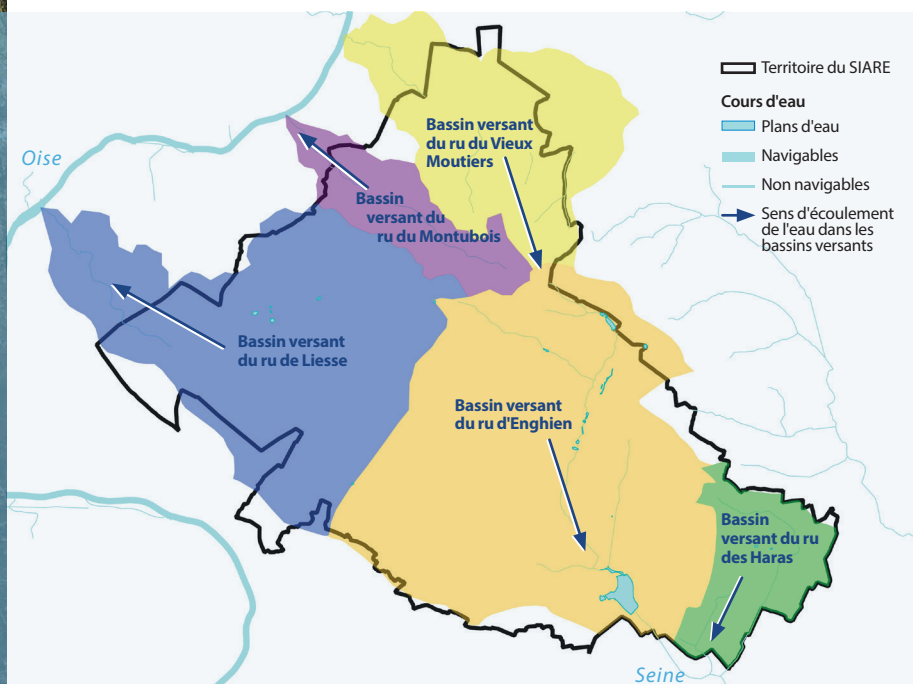 Territoire du SIARE
Cours d'eau
Plans d'eau
Navigables
Non navigables
Sens d'écoulement
de l'eau dans les
bassins versants
Oise
Bassin versant
du ru du Vieux
Moutiers
Bassin
versant du
ru du Montubois
Bassin versant
du ru de Liesse
Bassin versant
du ru d'Enghien
Bassin
versant du ru
des Haras
Seine